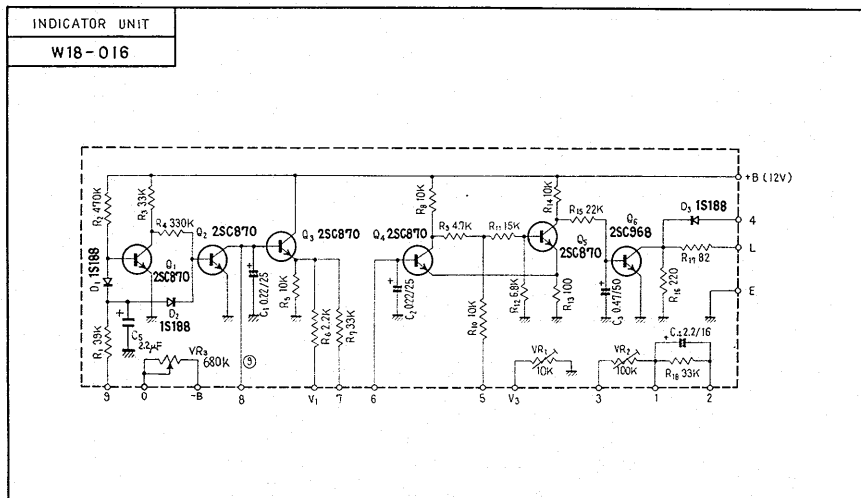 INDICATOR UNIT
W18-016
+B (12V)
R2 470K
R3 33K
R4 330K
Q2 2SC870
Q1
2SC870
D1 1S188
D2
1S188
R1 39K
C5
2.2μF
VR3
680K
C1 0.22/25
Q3 2SC870
R5 10K
R6 2.2K
R7 33K
⑨
Q4 2SC870
C2 0.22/25
R8 10K
R9 4.7K
R11 15K
R10 10K
R12 6.8K
R14 10K
Q5
2SC870
R13 100
R15 22K
C3 0.47/50
Q6
2SC968
D3 1S188
4
R17 82
L
R16 220
E
VR1
10K
VR2
100K
C4 2.2/16
R18 33K
9 0 -B 8 V1 7 6 5 V3 3 1 2